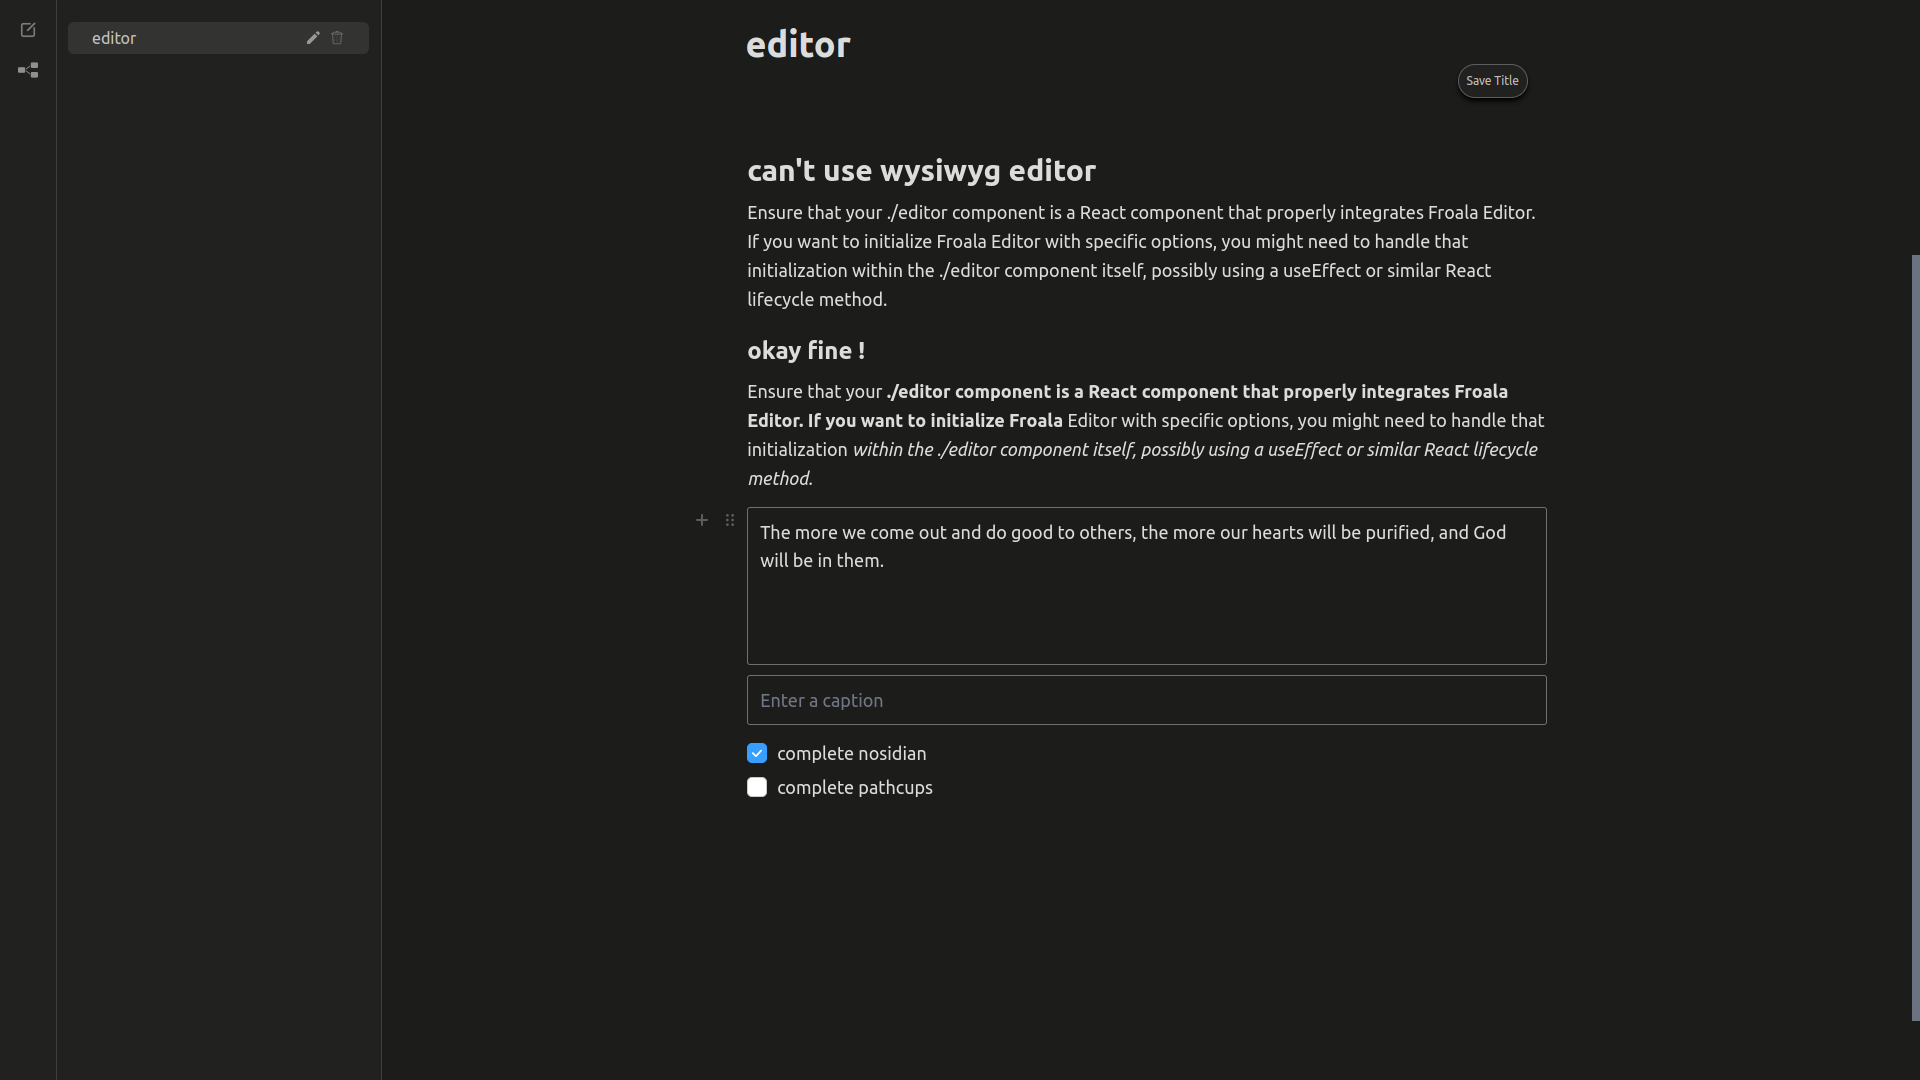 editor
editor
Save Title
can't use wysiwyg editor
Ensure that your ./editor component is a React component that properly integrates Froala Editor.
If you want to initialize Froala Editor with specific options, you might need to handle that
initialization within the ./editor component itself, possibly using a useEffect or similar React
lifecycle method.
okay fine !
Ensure that your ./editor component is a React component that properly integrates Froala
Editor. If you want to initialize Froala Editor with specific options, you might need to handle that
initialization within the ./editor component itself, possibly using a useEffect or similar React lifecycle
method.
The more we come out and do good to others, the more our hearts will be purified, and God
will be in them.
Enter a caption
complete nosidian
complete pathcups